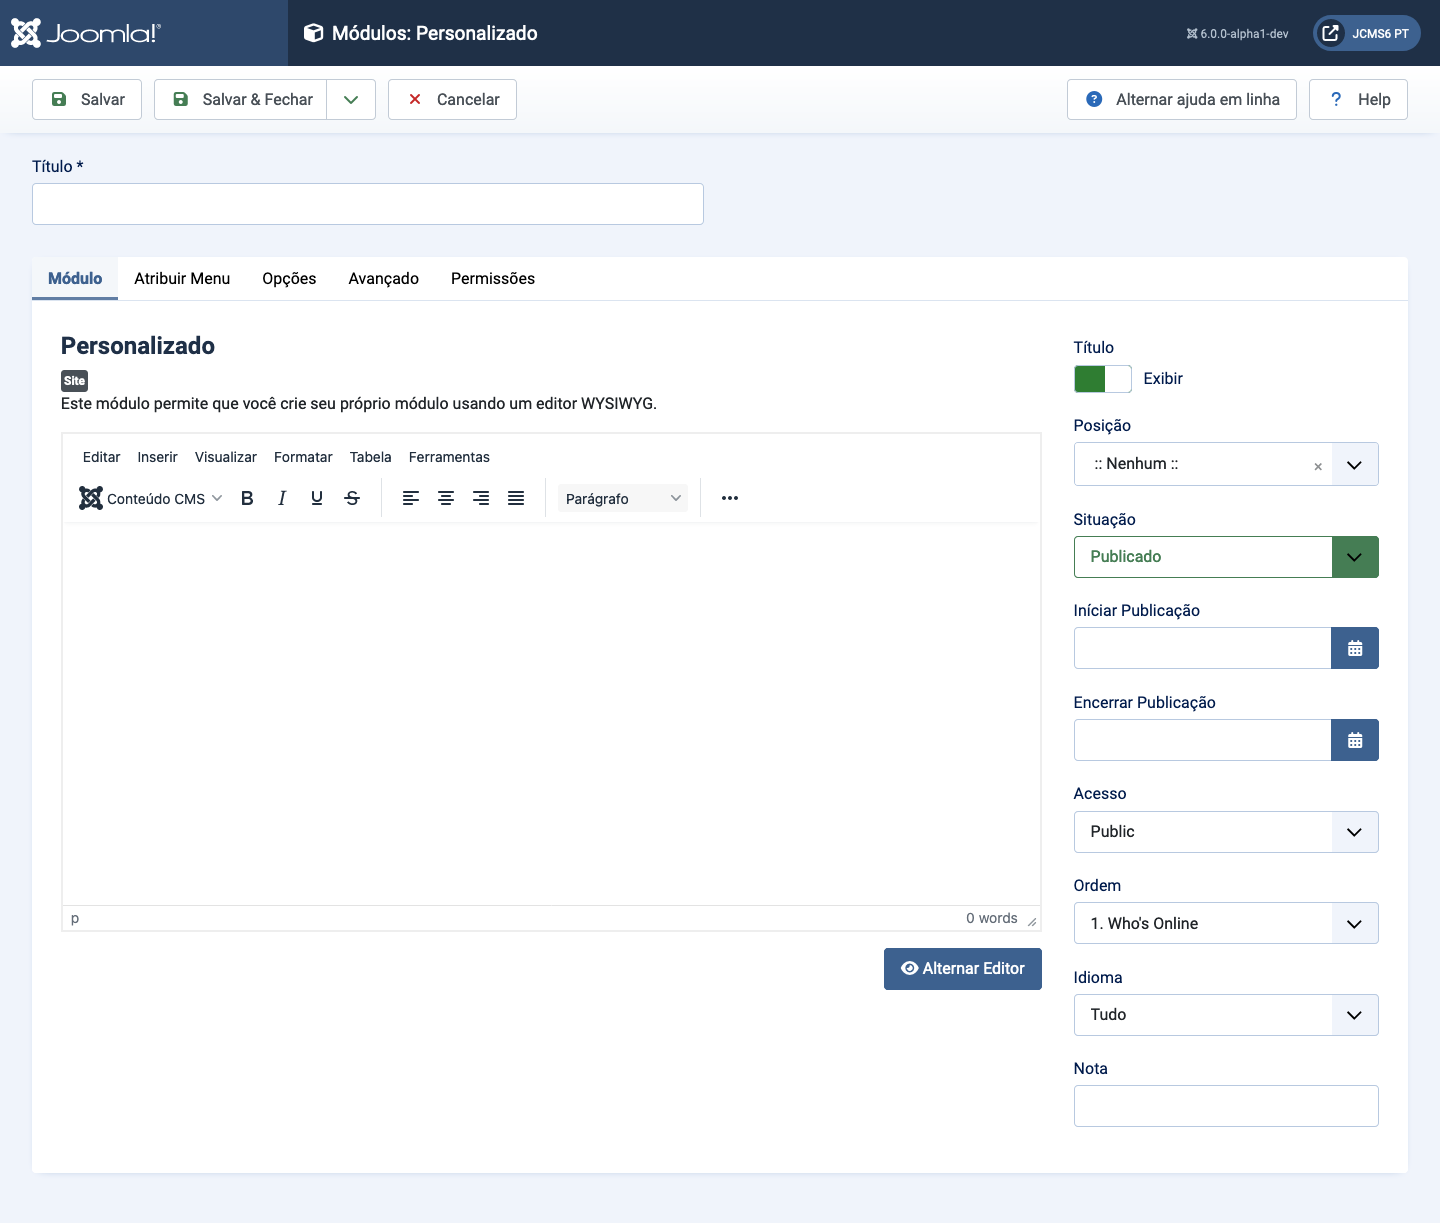 Joomla!®
Módulos: Personalizado
6.0.0-alpha1-dev
JCMS6 PT
Salvar
Salvar & Fechar
Cancelar
Alternar ajuda em linha
? Help
Título *
Módulo
Atribuir Menu
Opções
Avançado
Permissões
Personalizado
Site
Este módulo permite que você crie seu próprio módulo usando um editor WYSIWYG.
Editar
Inserir
Visualizar
Formatar
Tabela
Ferramentas
Conteúdo CMS
B I U S
Parágrafo
p
0 words
Alternar Editor
Título
Exibir
Posição
:: Nenhum ::
Situação
Publicado
Iníciar Publicação
Encerrar Publicação
Acesso
Public
Ordem
1. Who's Online
Idioma
Tudo
Nota